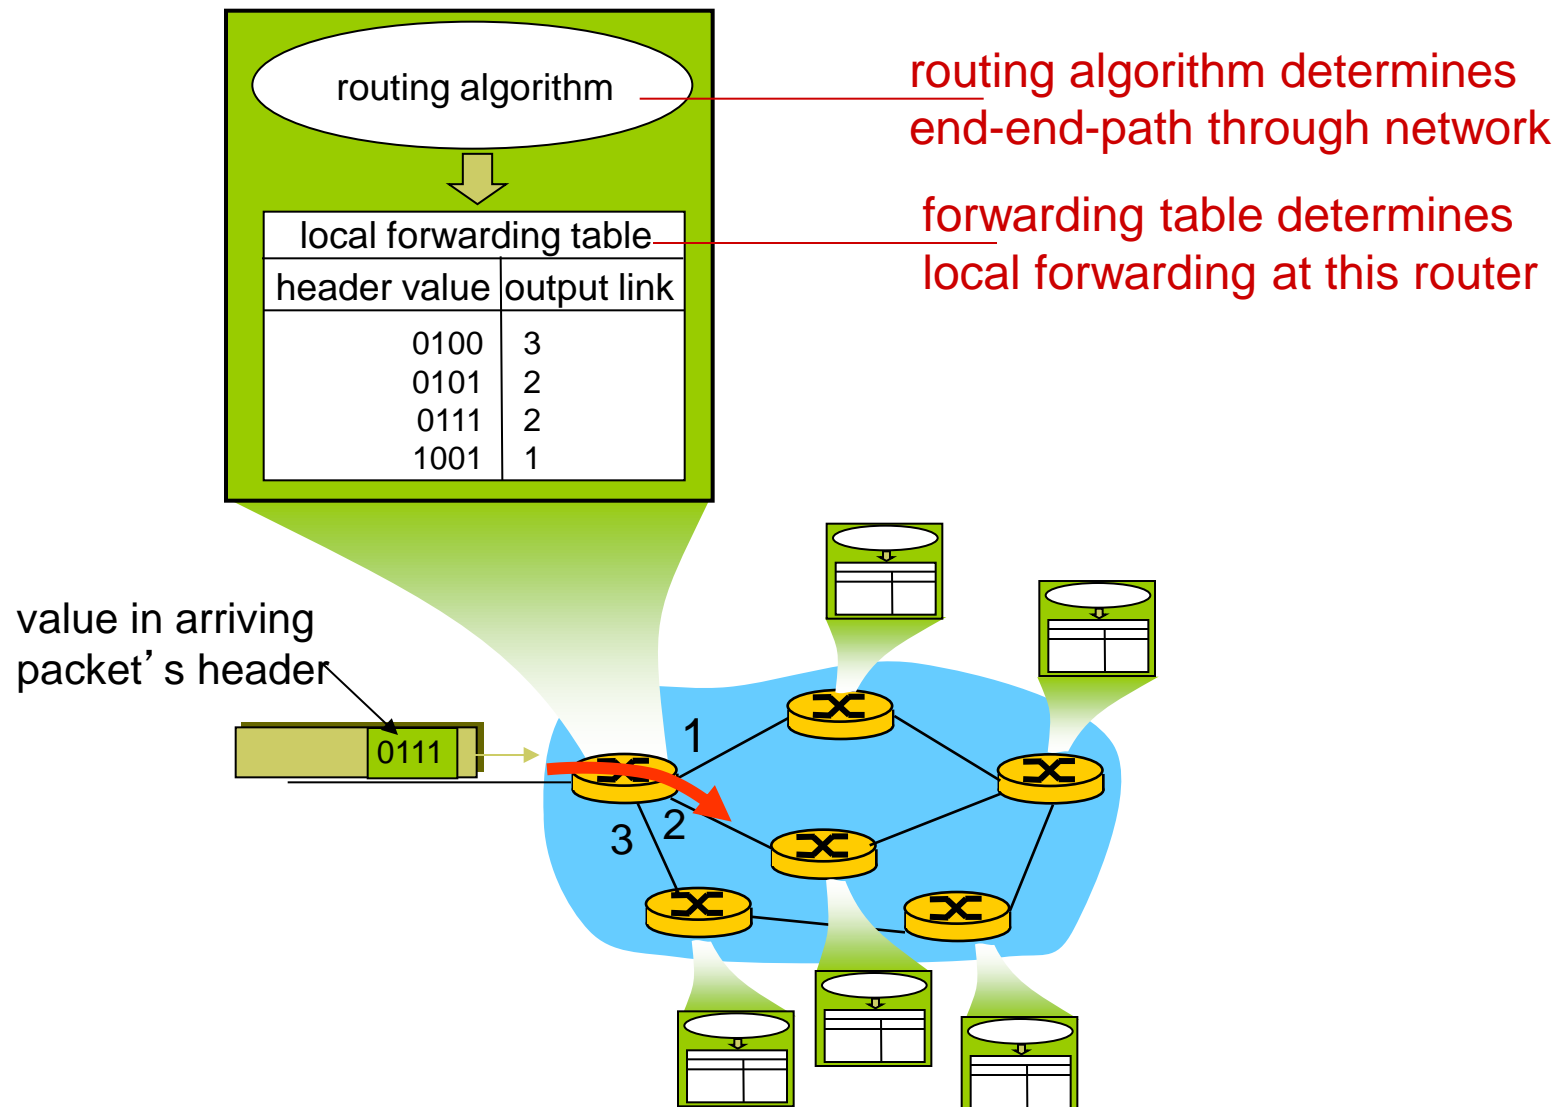 routing algorithm
routing algorithm determines
end-end-path through network
local forwarding table
forwarding table determines
local forwarding at this router
header value output link
0100 3
0101 2
0111 2
1001 1
value in arriving
packet’s header
0111
1
2
3